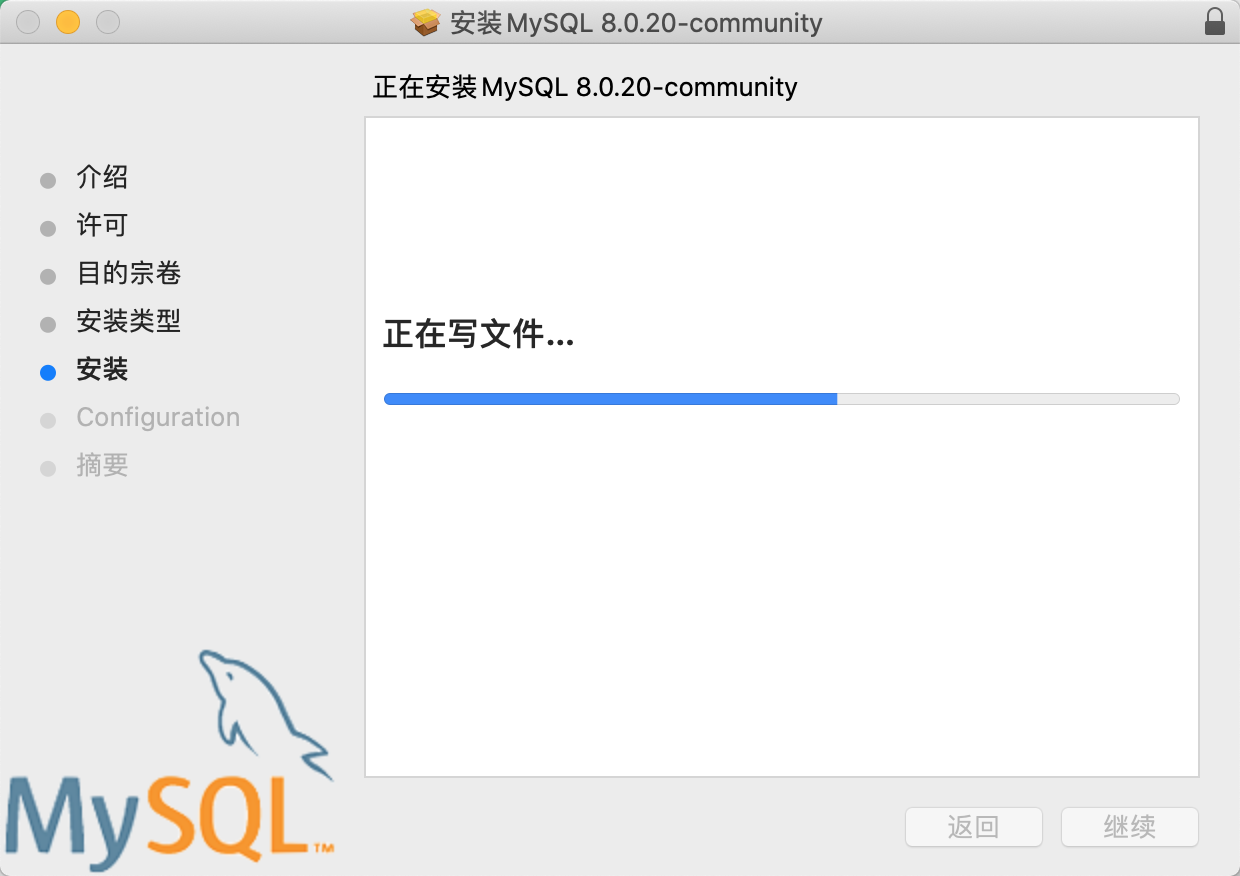 安装 MySQL 8.0.20-community
正在安装 MySQL 8.0.20-community
介绍
许可
目的宗卷
安装类型
安装
Configuration
摘要
正在写文件...
MySQL™
返回
继续